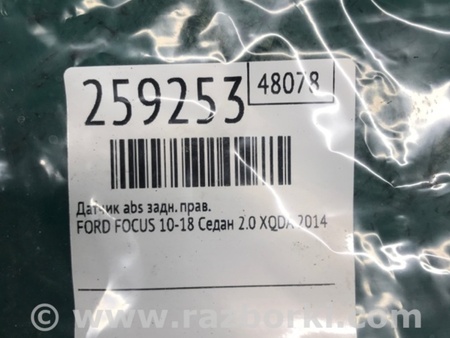 259253
48078
Датчик abs задн. прав.
FORD FOCUS 10-18 Седан 2.0 XQDA 2014
© www.razborki.com